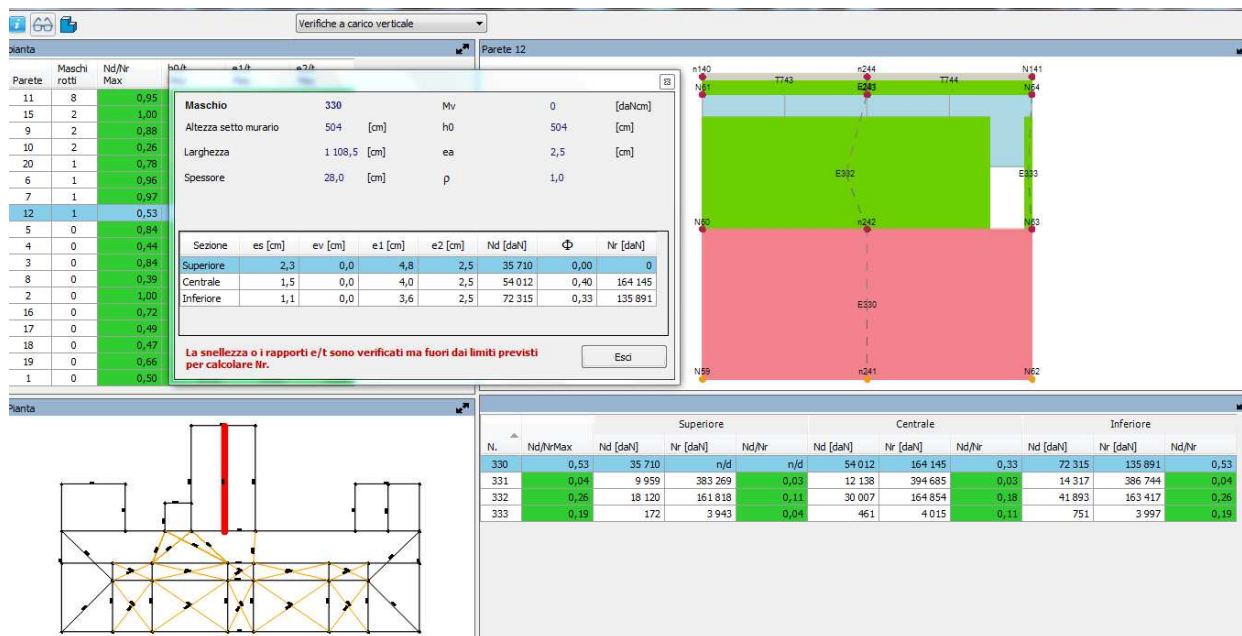 Verifiche a carico verticale
pianta
Parete 12
Parete Maschi rotti Nd/Nr Max h0/t e1/t e2/t
11 8 0,95
15 2 1,00
9 2 0,88
10 2 0,26
20 1 0,78
6 1 0,96
7 1 0,97
12 1 0,53
5 0 0,84
4 0 0,44
3 0 0,84
8 0 0,39
2 0 1,00
16 0 0,72
17 0 0,49
18 0 0,47
19 0 0,66
1 0 0,50
Maschio 330 Mv 0 [daNcm]
Altezza setto murario 504 [cm] h0 504 [cm]
Larghezza 1 108,5 [cm] ea 2,5 [cm]
Spessore 28,0 [cm] ρ 1,0
Sezione es [cm] ev [cm] e1 [cm] e2 [cm] Nd [daN] Φ Nr [daN]
Superiore 2,3 0,0 4,8 2,5 35 710 0,00 0
Centrale 1,5 0,0 4,0 2,5 54 012 0,40 164 145
Inferiore 1,1 0,0 3,6 2,5 72 315 0,33 135 891
La snellezza o i rapporti e/t sono verificati ma fuori dai limiti previsti
per calcolare Nr.
Esci
n140 n244 N141
T743 T744
N61 N64
E332 E333
N60 n242 N63
E330
N59 n241 N62
Pianta
Superiore Centrale Inferiore
N. Nd/NrMax Nd [daN] Nr [daN] Nd/Nr Nd [daN] Nr [daN] Nd/Nr Nd [daN] Nr [daN] Nd/Nr
330 0,53 35 710 n/d n/d 54 012 164 145 0,33 72 315 135 891 0,53
331 0,04 9 959 383 269 0,03 12 138 394 685 0,03 14 317 386 744 0,04
332 0,26 18 120 161 818 0,11 30 007 164 854 0,18 41 893 163 417 0,26
333 0,19 172 3 943 0,04 461 4 015 0,11 751 3 997 0,19